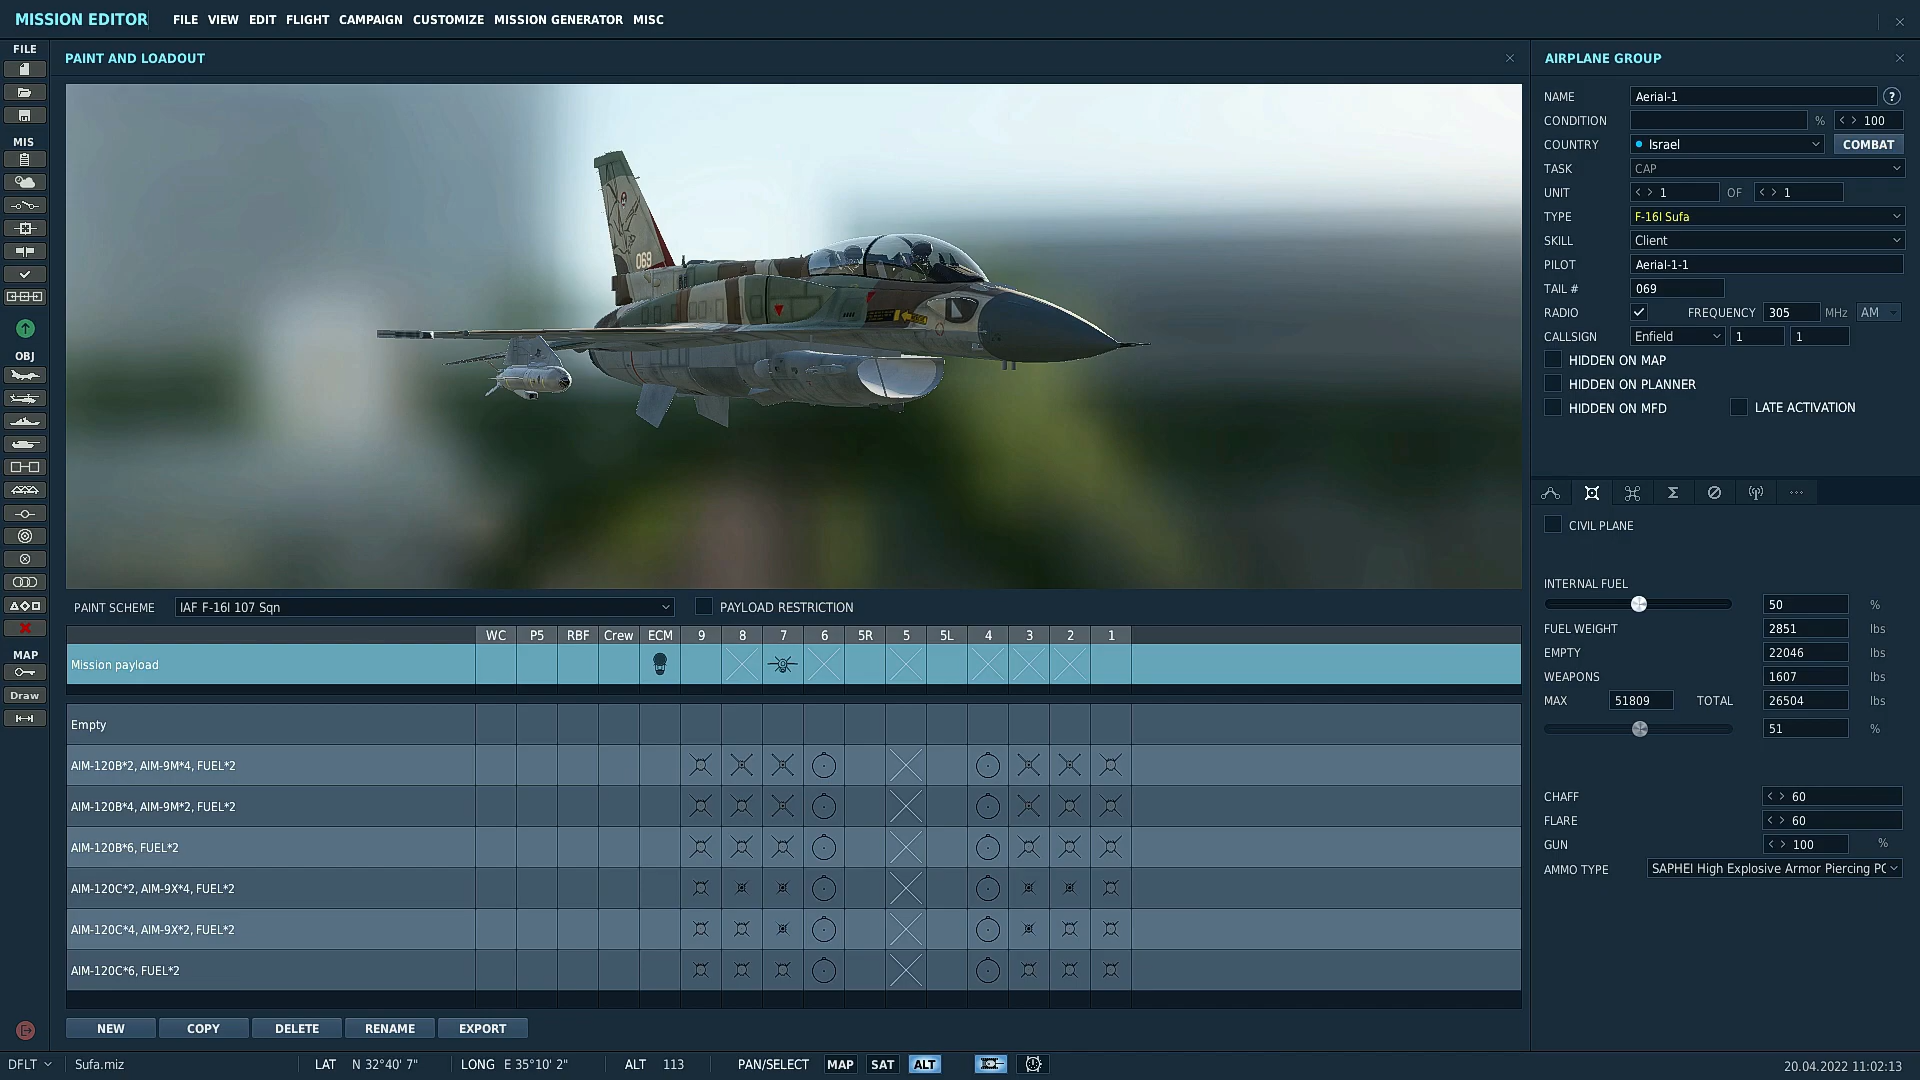 MISSION EDITOR FILE VIEW EDIT FLIGHT CAMPAIGN CUSTOMIZE MISSION GENERATOR MISC
FILE
MIS
OBJ
MAP
Draw
PAINT AND LOADOUT
069
PAINT SCHEME IAF F-16I 107 Sqn PAYLOAD RESTRICTION
WC P5 RBF Crew ECM 9 8 7 6 5R 5 5L 4 3 2 1
Mission payload
Empty
AIM-120B*2, AIM-9M*4, FUEL*2
AIM-120B*4, AIM-9M*2, FUEL*2
AIM-120B*6, FUEL*2
AIM-120C*2, AIM-9X*4, FUEL*2
AIM-120C*4, AIM-9X*2, FUEL*2
AIM-120C*6, FUEL*2
NEW COPY DELETE RENAME EXPORT
AIRPLANE GROUP
NAME Aerial-1 ?
CONDITION % < > 100
COUNTRY Israel COMBAT
TASK CAP
UNIT < > 1 OF < > 1
TYPE F-16I Sufa
SKILL Client
PILOT Aerial-1-1
TAIL # 069
RADIO FREQUENCY 305 MHz AM
CALLSIGN Enfield 1 1
HIDDEN ON MAP
HIDDEN ON PLANNER
HIDDEN ON MFD LATE ACTIVATION
CIVIL PLANE
INTERNAL FUEL
50 %
FUEL WEIGHT 2851 lbs
EMPTY 22046 lbs
WEAPONS 1607 lbs
MAX 51809 TOTAL 26504 lbs
51 %
CHAFF < > 60
FLARE < > 60
GUN < > 100 %
AMMO TYPE SAPHEI High Explosive Armor Piercing PG
DFLT Sufa.miz LAT N 32°40' 7" LONG E 35°10' 2" ALT 113 PAN/SELECT MAP SAT ALT 20.04.2022 11:02:13